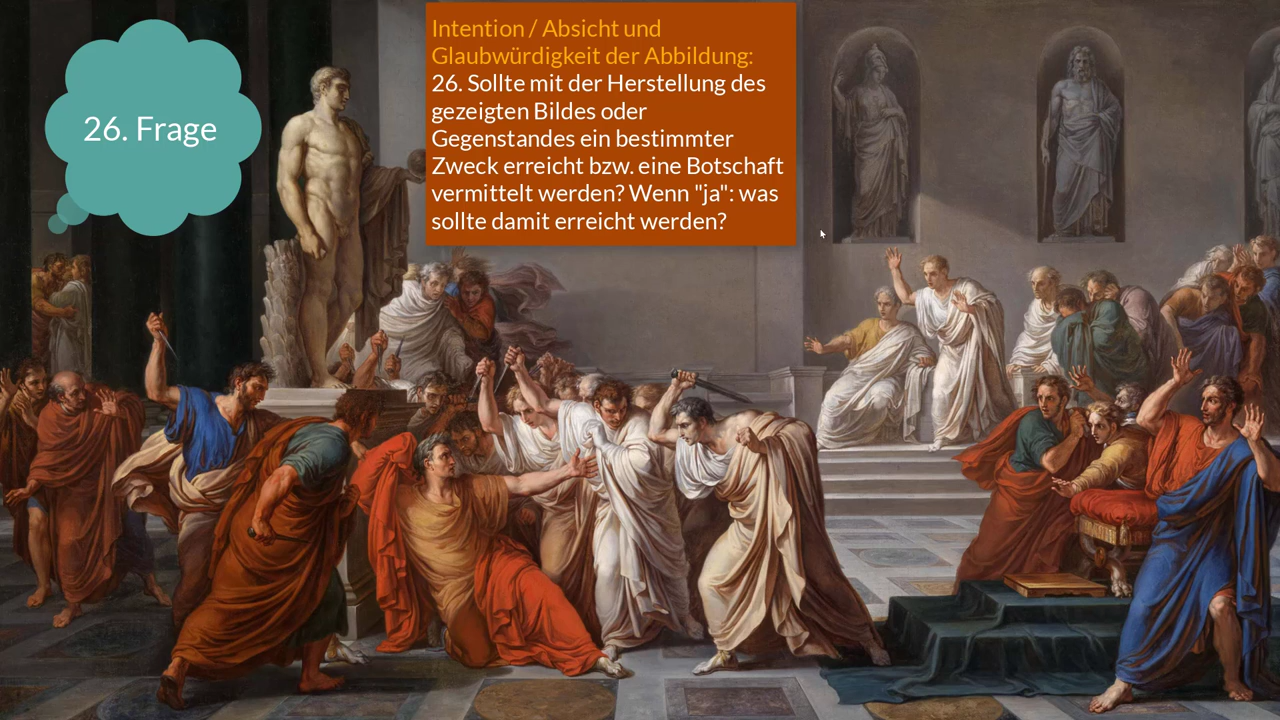 26. Frage
Intention / Absicht und
Glaubwürdigkeit der Abbildung:
26. Sollte mit der Herstellung des
gezeigten Bildes oder
Gegenstandes ein bestimmter
Zweck erreicht bzw. eine Botschaft
vermittelt werden? Wenn "ja": was
sollte damit erreicht werden?